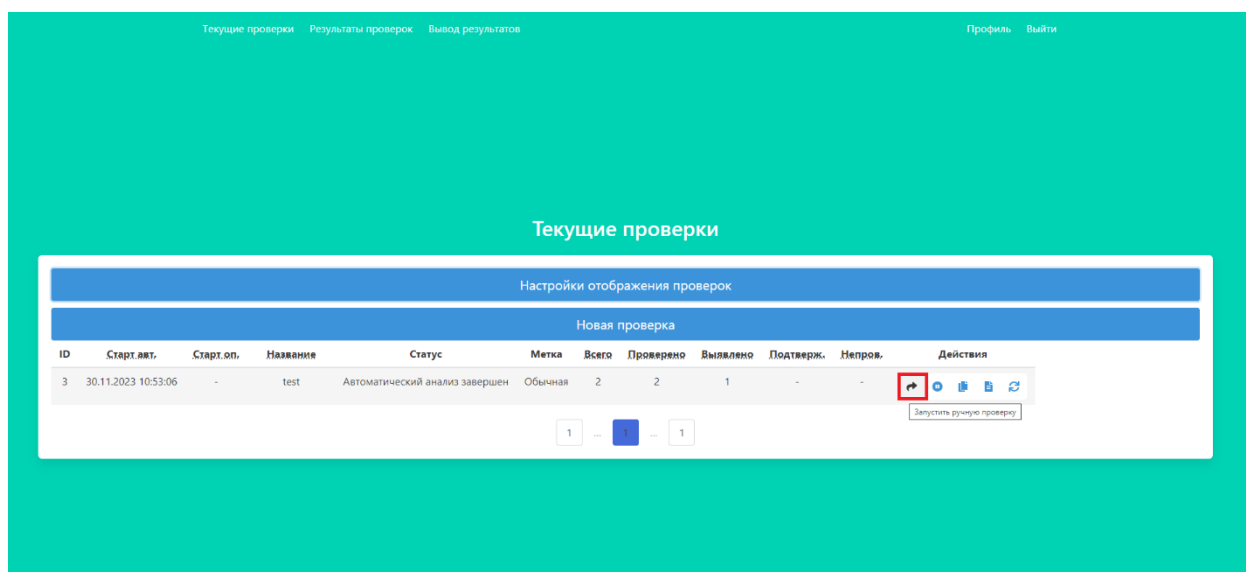 Текущие проверки Результаты проверок Вывод результатов Профиль Выйти
Текущие проверки
Настройки отображения проверок
Новая проверка
ID Старт авт. Старт оп. Название Статус Метка Всего Проверено Выявлено Подтверж. Непров. Действия
3 30.11.2023 10:53:06 - test Автоматический анализ завершен Обычная 2 2 1 - -
Запустить ручную проверку
1 ... 1 ... 1